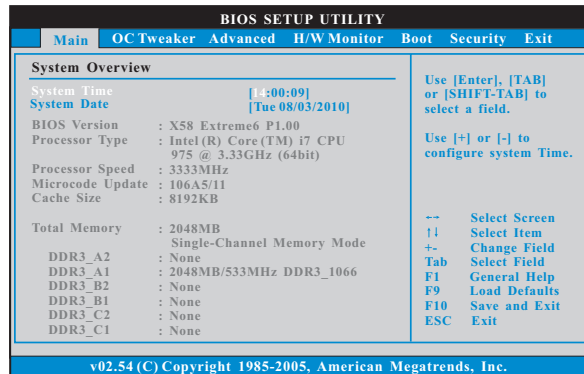 BIOS SETUP UTILITY
Main OC Tweaker Advanced H/W Monitor Boot Security Exit
System Overview
System Time [14:00:09]
System Date [Tue 08/03/2010]
BIOS Version : X58 Extreme6 P1.00
Processor Type : Intel (R) Core (TM) i7 CPU
975 @ 3.33GHz (64bit)
Processor Speed : 3333MHz
Microcode Update : 106A5/11
Cache Size : 8192KB
Total Memory : 2048MB
Single-Channel Memory Mode
DDR3_A2 : None
DDR3_A1 : 2048MB/533MHz DDR3_1066
DDR3_B2 : None
DDR3_B1 : None
DDR3_C2 : None
DDR3_C1 : None
Use [Enter], [TAB]
or [SHIFT-TAB] to
select a field.
Use [+] or [-] to
configure system Time.
←→ Select Screen
↑↓ Select Item
+- Change Field
Tab Select Field
F1 General Help
F9 Load Defaults
F10 Save and Exit
ESC Exit
v02.54 (C) Copyright 1985-2005, American Megatrends, Inc.